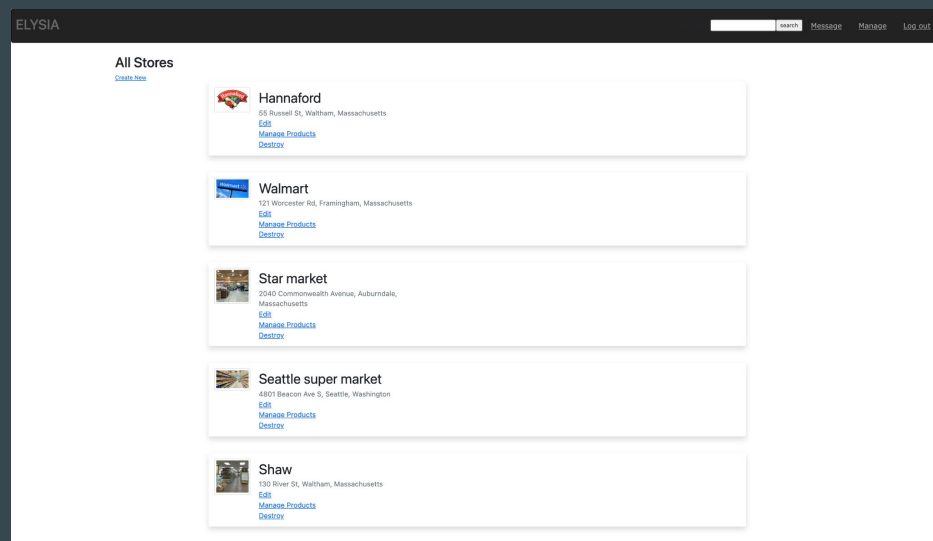 ELYSIA
search Message Manage Log out
All Stores
Create New
Hannaford
Hannaford
55 Russell St, Waltham, Massachusetts
Edit
Manage Products
Destroy
Walmart
Walmart
121 Worcester Rd, Framingham, Massachusetts
Edit
Manage Products
Destroy
Star market
2040 Commonwealth Avenue, Auburndale,
Massachusetts
Edit
Manage Products
Destroy
Seattle super market
4801 Beacon Ave S, Seattle, Washington
Edit
Manage Products
Destroy
Shaw
130 River St, Waltham, Massachusetts
Edit
Manage Products
Destroy